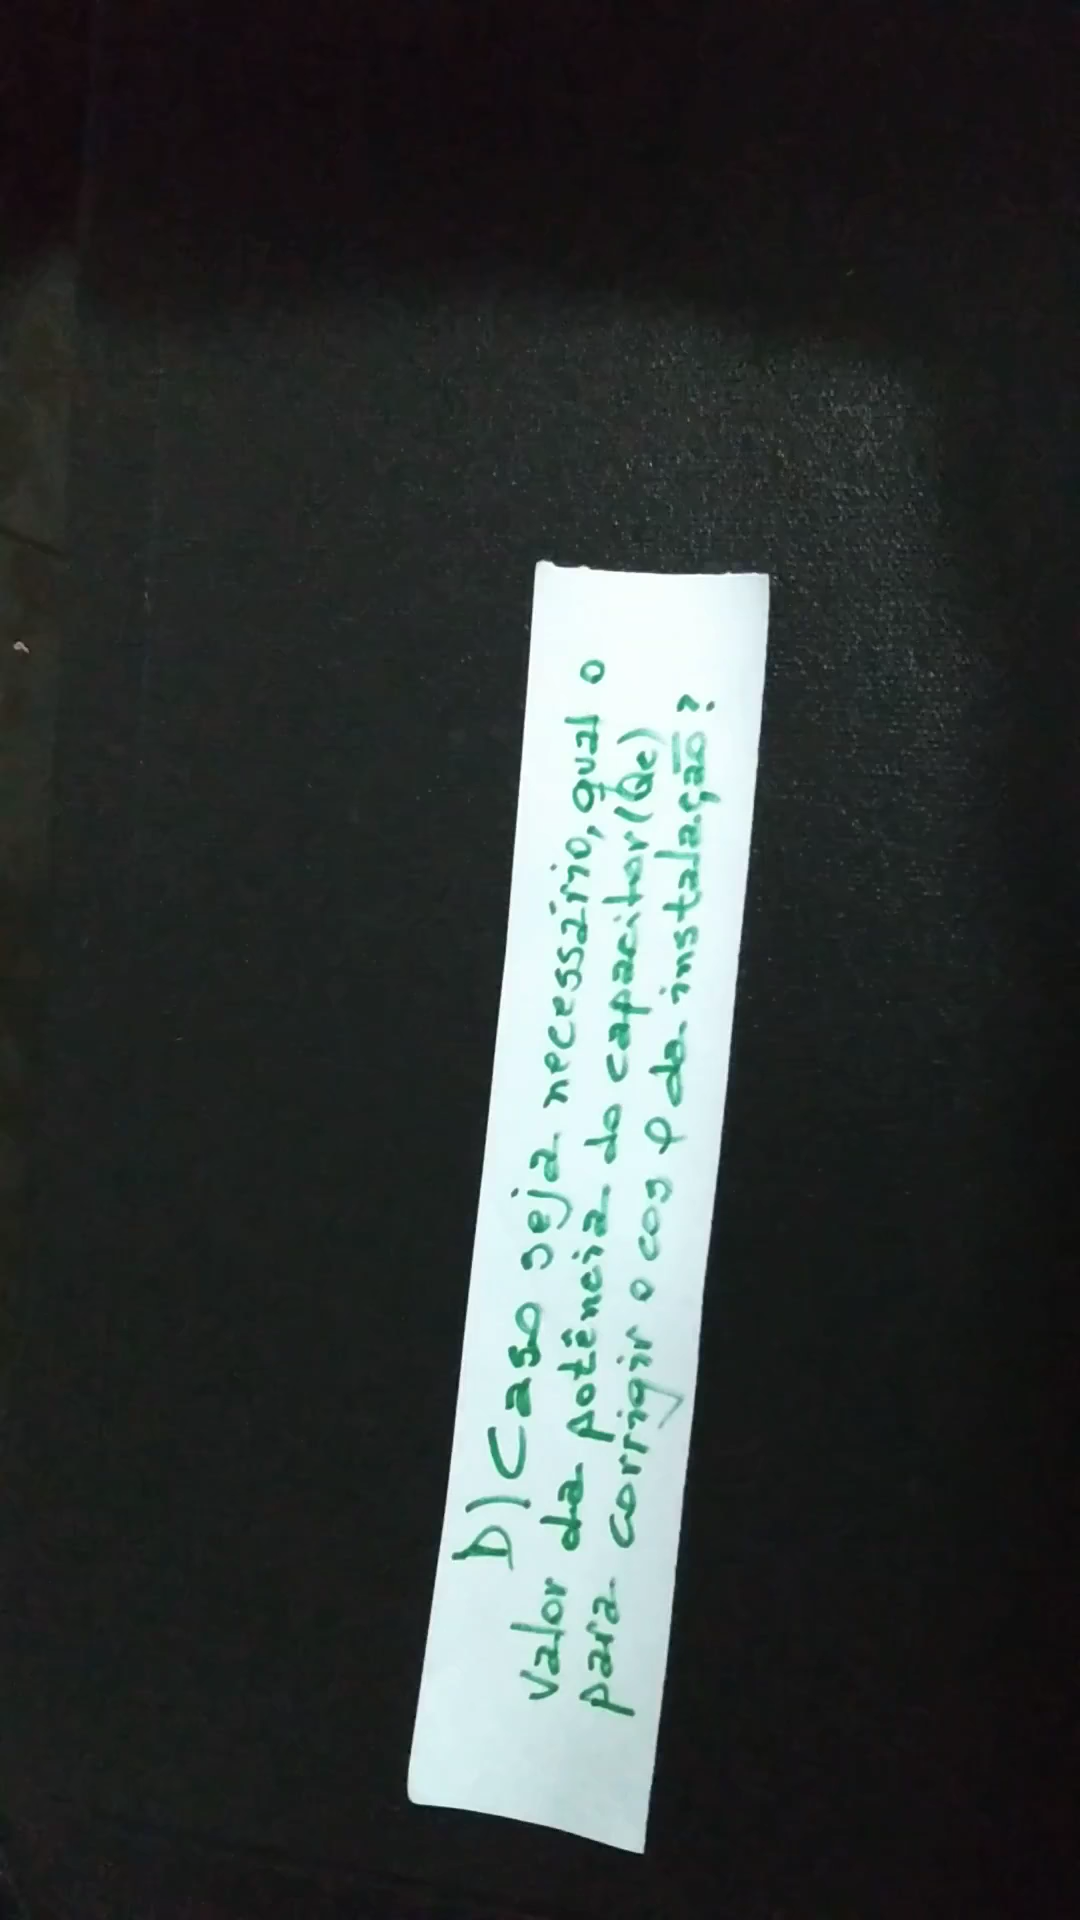 D) Caso seja necessário, qual o
valor da potência do capacitor (Qc)
para corrigir o cos φ da instalação?